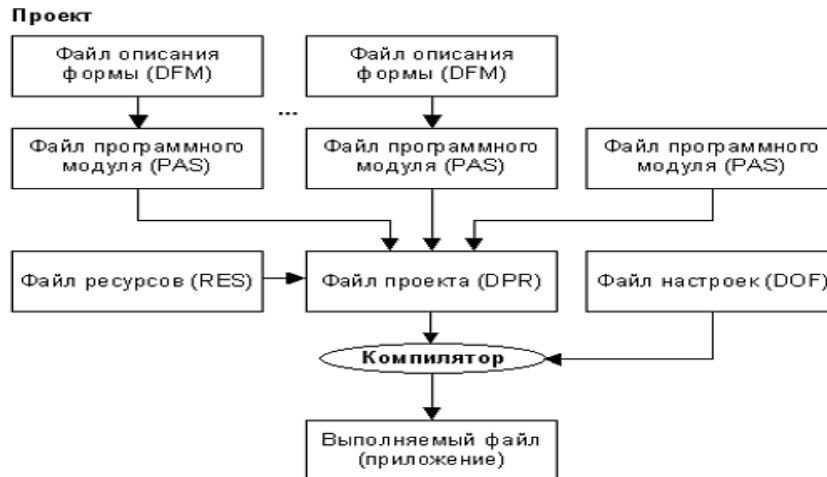 Проект
Файл описания
формы (DFM)
Файл описания
формы (DFM)
...
Файл программного
модуля (PAS)
Файл программного
модуля (PAS)
Файл программного
модуля (PAS)
Файл ресурсов (RES)
Файл проекта (DPR)
Файл настроек (DOF)
Компилятор
Выполняемый файл
(приложение)